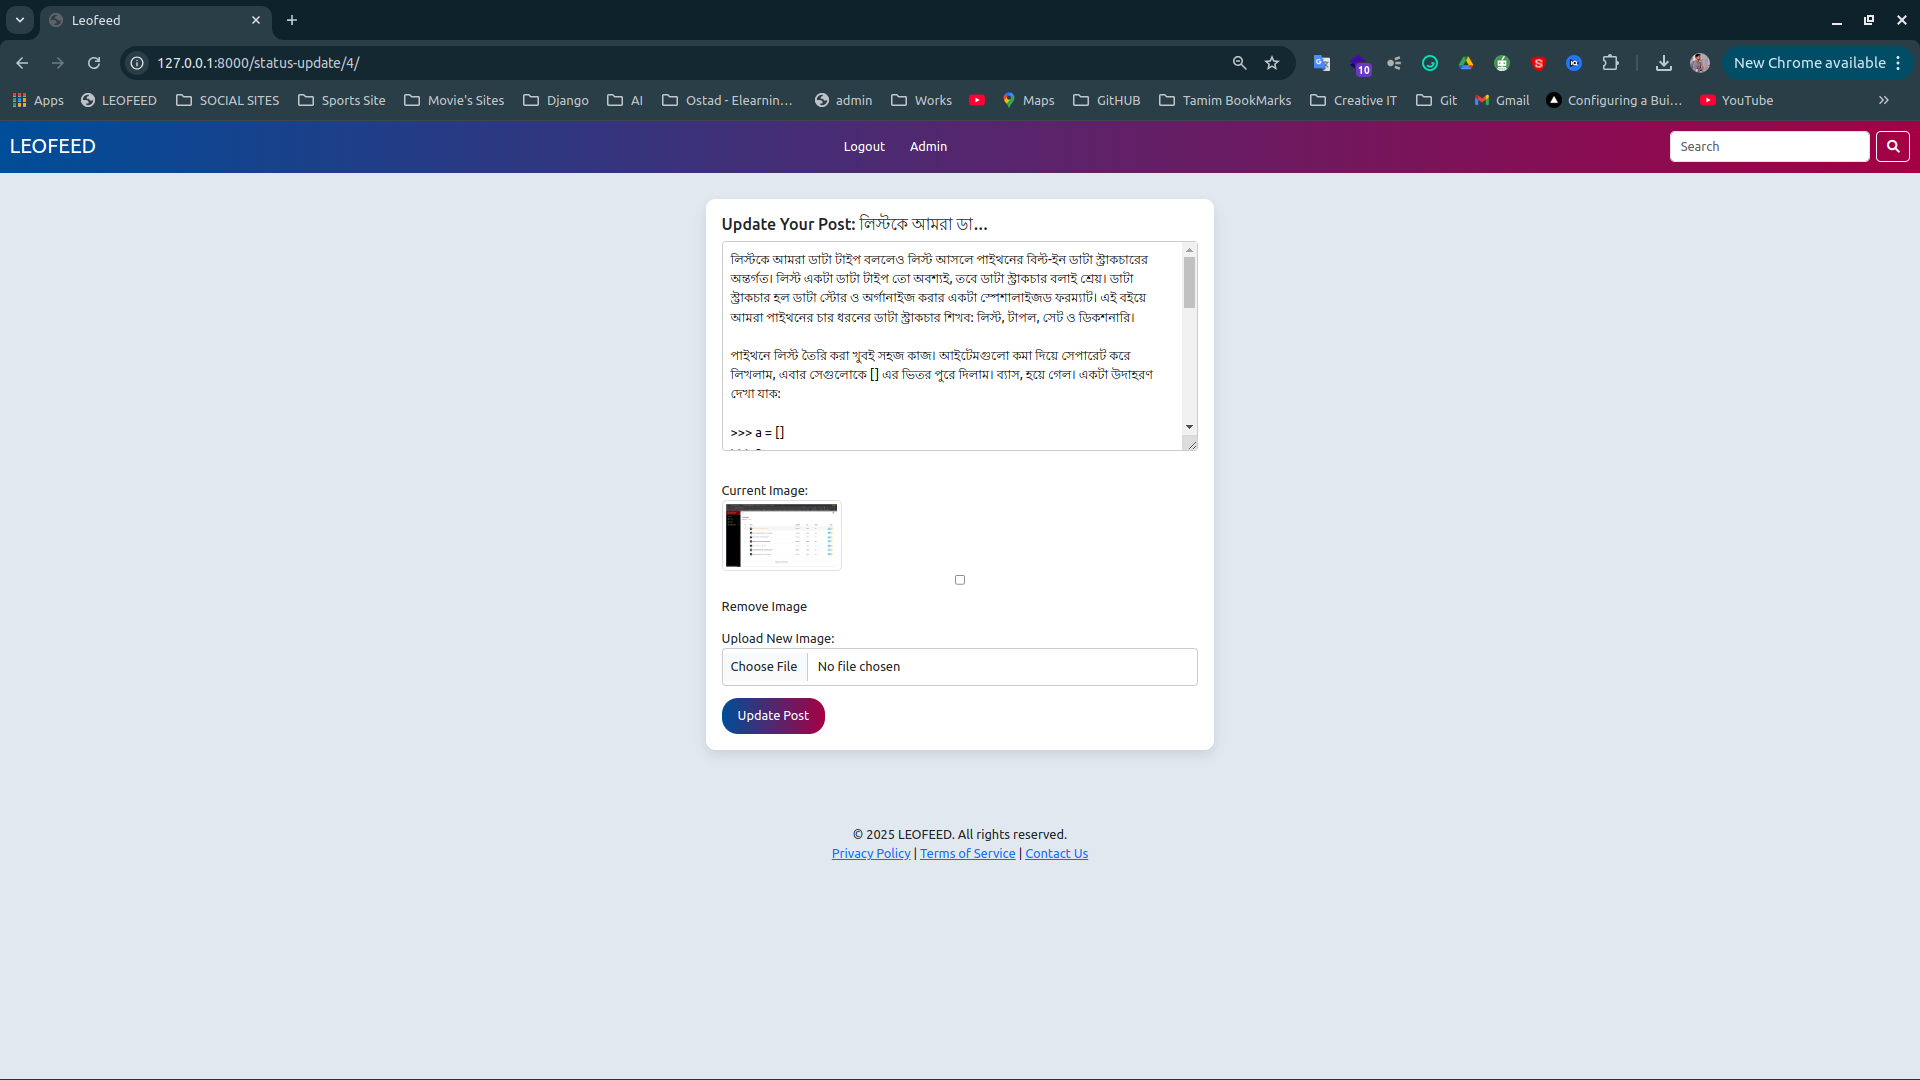 Leofeed
127.0.0.1:8000/status-update/4/
10
New Chrome available
Apps LEOFEED SOCIAL SITES Sports Site Movie's Sites Django AI Ostad - Elearnin… admin Works Maps GitHUB Tamim BookMarks Creative IT Git Gmail Configuring a Bui… YouTube
LEOFEED Logout Admin Search
Update Your Post: লিস্টকে আমরা ডা...
লিস্টকে আমরা ডাটা টাইপ বললেও লিস্ট আসলে পাইথনের বিল্ট-ইন ডাটা স্ট্রাকচারের
অন্তর্গত। লিস্ট একটা ডাটা টাইপ তো অবশ্যই, তবে ডাটা স্ট্রাকচার বলাই শ্রেয়। ডাটা
স্ট্রাকচার হল ডাটা স্টোর ও অর্গানাইজ করার একটা স্পেশালাইজড ফরম্যাট। এই বইয়ে
আমরা পাইথনের চার ধরনের ডাটা স্ট্রাকচার শিখব: লিস্ট, টাপল, সেট ও ডিকশনারি।
পাইথনে লিস্ট তৈরি করা খুবই সহজ কাজ। আইটেমগুলো কমা দিয়ে সেপারেট করে
লিখলাম, এবার সেগুলোকে [] এর ভিতর পুরে দিলাম। ব্যাস, হয়ে গেল। একটা উদাহরণ
দেখা যাক:
>>> a = []
Current Image:
Remove Image
Upload New Image:
Choose File No file chosen
Update Post
© 2025 LEOFEED. All rights reserved.
Privacy Policy | Terms of Service | Contact Us